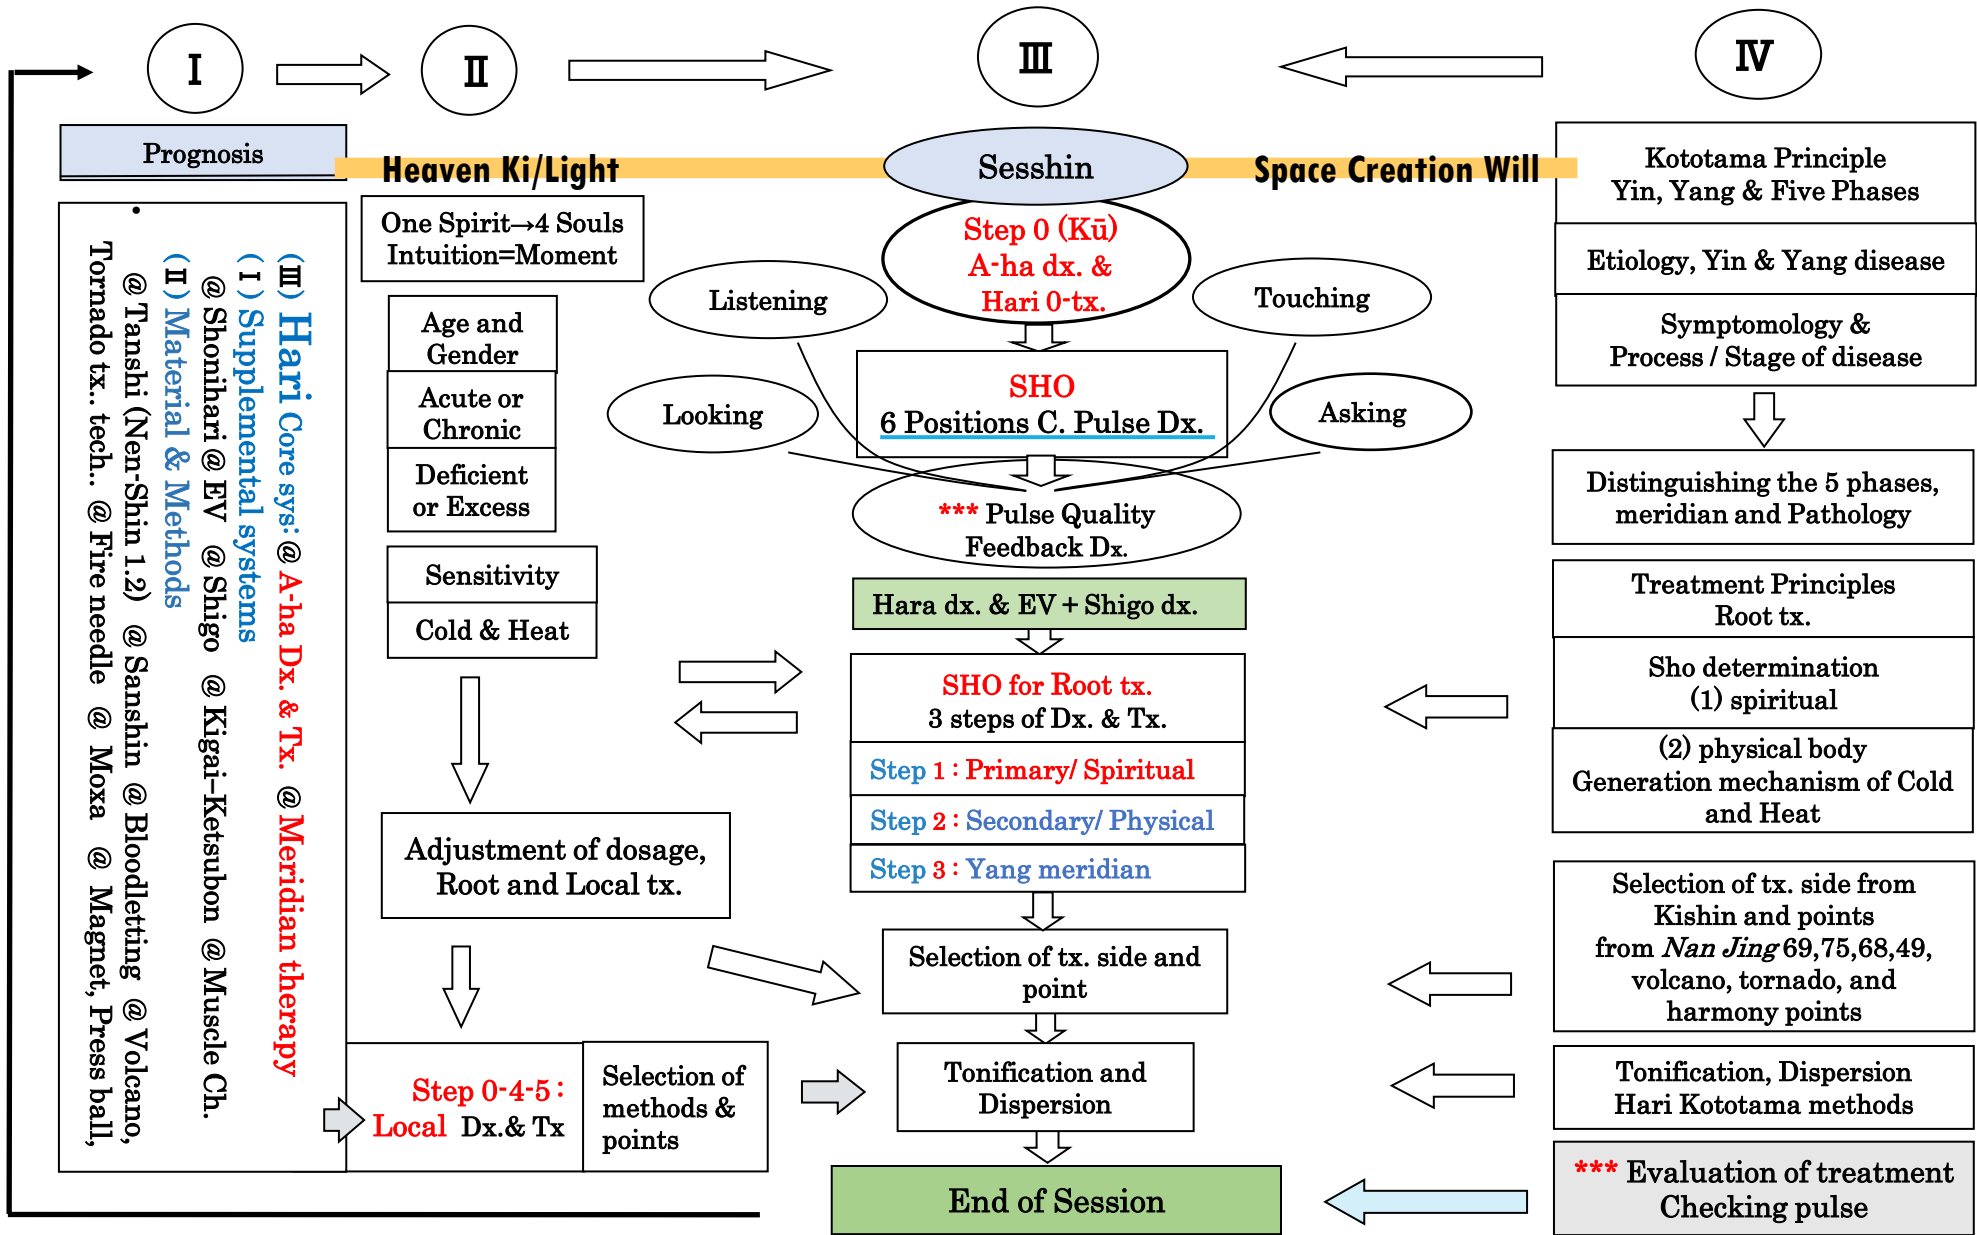 I
II
III
IV
Prognosis
Heaven Ki/Light
Sesshin
Space Creation Will
(III) Hari Core sys: @ A-ha Dx. & Tx. @ Meridian therapy
(I) Supplemental systems
@ Shonihari @ EV @ Shigo @ Kigai–Ketsubon @ Muscle Ch.
(II) Material & Methods
@ Tanshi (Nen-Shin 1.2) @ Sanshin @ Bloodletting @ Volcano,
Tornado tx.. tech.. @ Fire needle @ Moxa @ Magnet, Press ball,
One Spirit→4 Souls
Intuition=Moment
Age and
Gender
Acute or
Chronic
Deficient
or Excess
Sensitivity
Cold & Heat
Adjustment of dosage,
Root and Local tx.
Step 0-4-5 :
Local Dx.& Tx
Selection of
methods &
points
Step 0 (Kū)
A-ha dx. &
Hari 0-tx.
Listening
Touching
Looking
Asking
SHO
6 Positions C. Pulse Dx.
*** Pulse Quality
Feedback Dx.
Hara dx. & EV + Shigo dx.
SHO for Root tx.
3 steps of Dx. & Tx.
Step 1 : Primary/ Spiritual
Step 2 : Secondary/ Physical
Step 3 : Yang meridian
Selection of tx. side and
point
Tonification and
Dispersion
End of Session
Kototama Principle
Yin, Yang & Five Phases
Etiology, Yin & Yang disease
Symptomology &
Process / Stage of disease
Distinguishing the 5 phases,
meridian and Pathology
Treatment Principles
Root tx.
Sho determination
(1) spiritual
(2) physical body
Generation mechanism of Cold
and Heat
Selection of tx. side from
Kishin and points
from Nan Jing 69,75,68,49,
volcano, tornado, and
harmony points
Tonification, Dispersion
Hari Kototama methods
*** Evaluation of treatment
Checking pulse